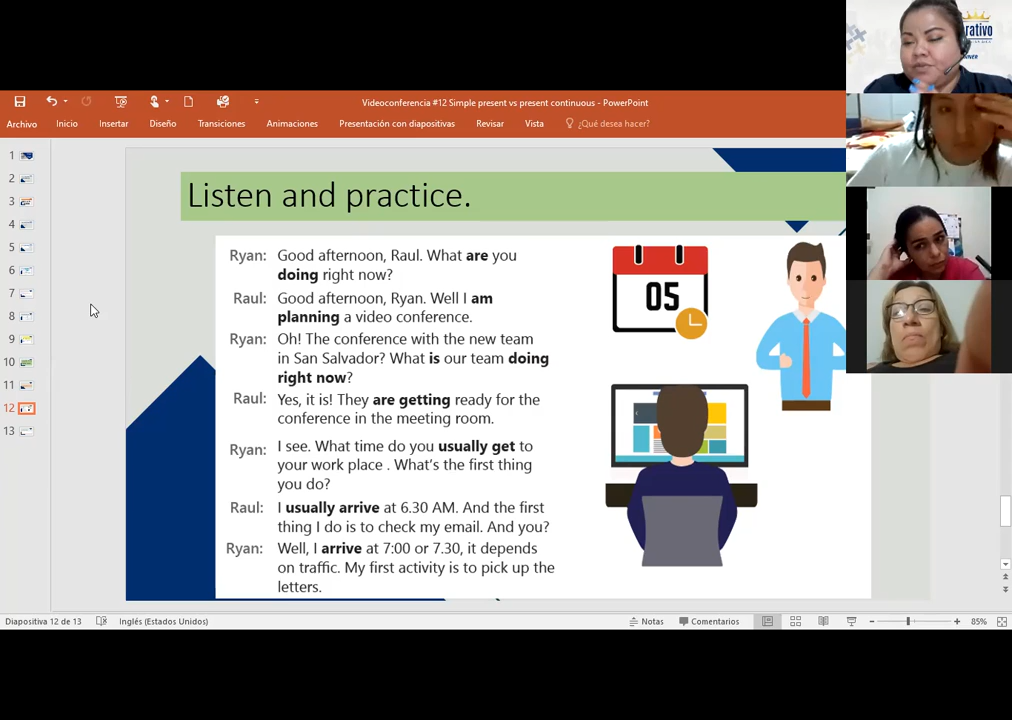 Videoconferencia #12 Simple present vs present continuous - PowerPoint
Archivo Inicio Insertar Diseño Transiciones Animaciones Presentación con diapositivas Revisar Vista ¿Qué desea hacer?
1
2
3
4
5
6
7
8
9
10
11
12
13
Listen and practice.
Ryan: Good afternoon, Raul. What are you
doing right now?
Raul: Good afternoon, Ryan. Well I am
planning a video conference.
Ryan: Oh! The conference with the new team
in San Salvador? What is our team doing
right now?
Raul: Yes, it is! They are getting ready for the
conference in the meeting room.
Ryan: I see. What time do you usually get to
your work place . What's the first thing
you do?
Raul: I usually arrive at 6.30 AM. And the first
thing I do is to check my email. And you?
Ryan: Well, I arrive at 7:00 or 7.30, it depends
on traffic. My first activity is to pick up the
letters.
05
rativo
Diapositiva 12 de 13 Inglés (Estados Unidos) Notas Comentarios 85%